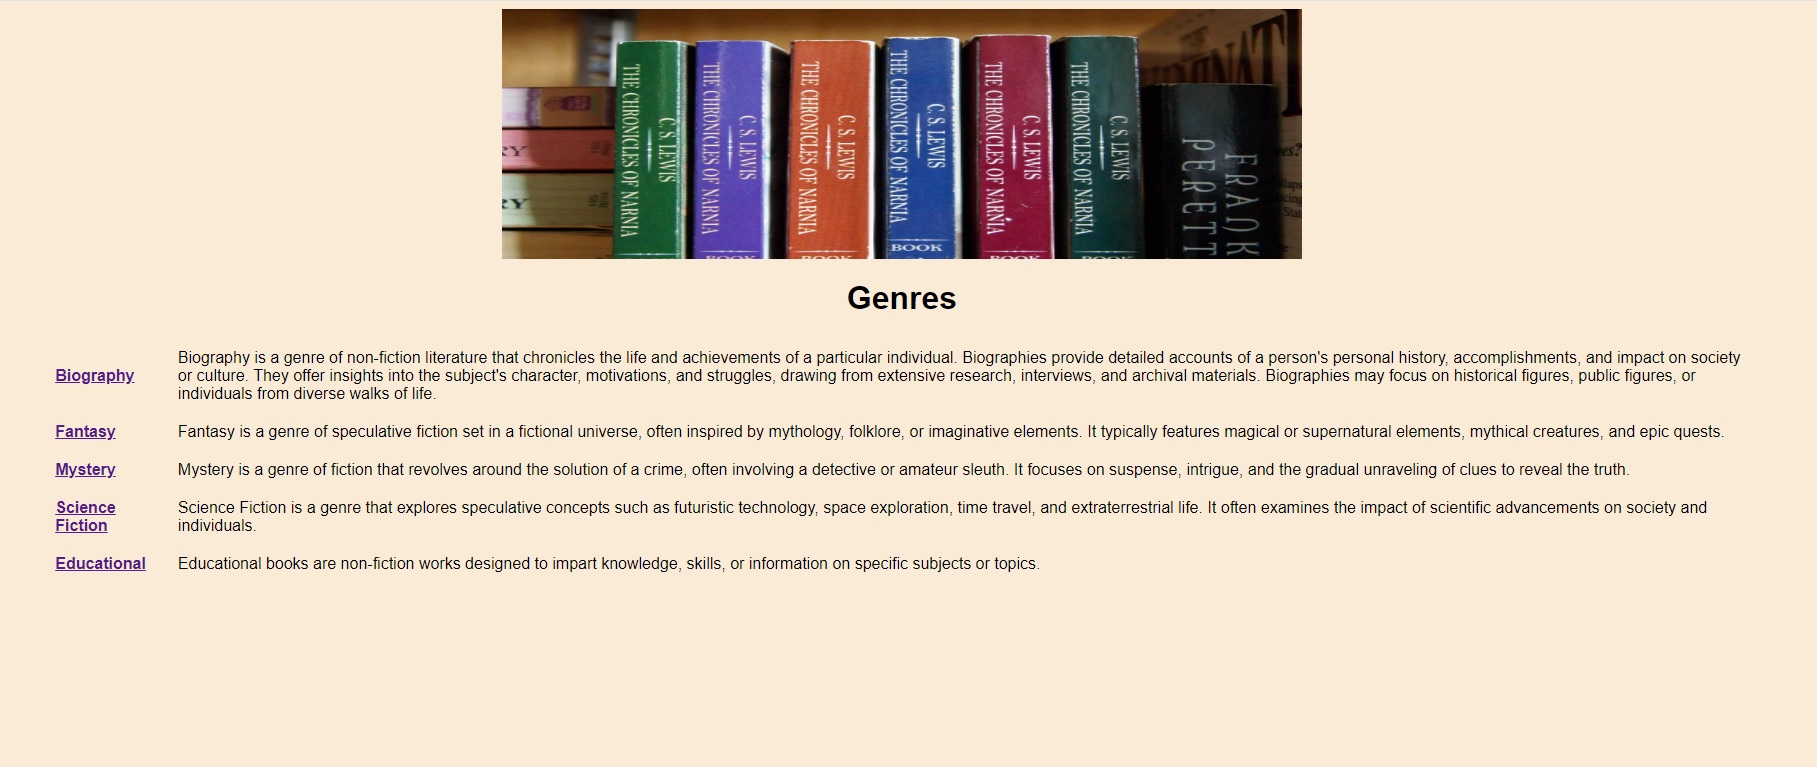 THE CHRONICLES OF NARNIA
C. S. LEWIS
THE CHRONICLES OF NARNIA
C. S. LEWIS
BOOK
THE CHRONICLES OF NARNIA
C. S. LEWIS
BOOK
THE CHRONICLES OF NARNIA
C. S. LEWIS
BOOK
THE CHRONICLES OF NARNIA
C. S. LEWIS
BOOK
THE CHRONICLES OF NARNIA
C. S. LEWIS
BOOK
FRANK
PERETTI
Genres
Biography
Biography is a genre of non-fiction literature that chronicles the life and achievements of a particular individual. Biographies provide detailed accounts of a person's personal history, accomplishments, and impact on society
or culture. They offer insights into the subject's character, motivations, and struggles, drawing from extensive research, interviews, and archival materials. Biographies may focus on historical figures, public figures, or
individuals from diverse walks of life.
Fantasy
Fantasy is a genre of speculative fiction set in a fictional universe, often inspired by mythology, folklore, or imaginative elements. It typically features magical or supernatural elements, mythical creatures, and epic quests.
Mystery
Mystery is a genre of fiction that revolves around the solution of a crime, often involving a detective or amateur sleuth. It focuses on suspense, intrigue, and the gradual unraveling of clues to reveal the truth.
Science
Fiction
Science Fiction is a genre that explores speculative concepts such as futuristic technology, space exploration, time travel, and extraterrestrial life. It often examines the impact of scientific advancements on society and
individuals.
Educational
Educational books are non-fiction works designed to impart knowledge, skills, or information on specific subjects or topics.